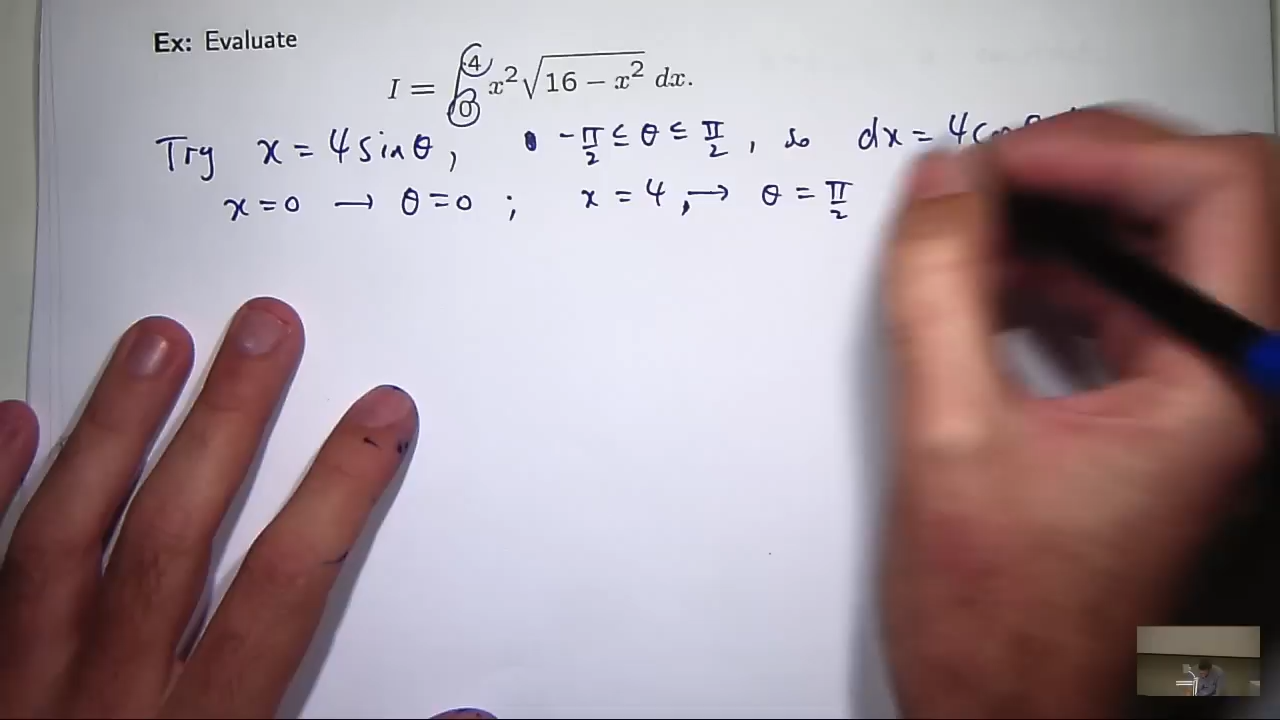 Ex: Evaluate
I = ∫₀⁴ x²√(16 − x²) dx.
Try x = 4 sin θ, -π/2 ≤ θ ≤ π/2, so dx = 4
x = 0 → θ = 0 ; x = 4, → θ = π/2